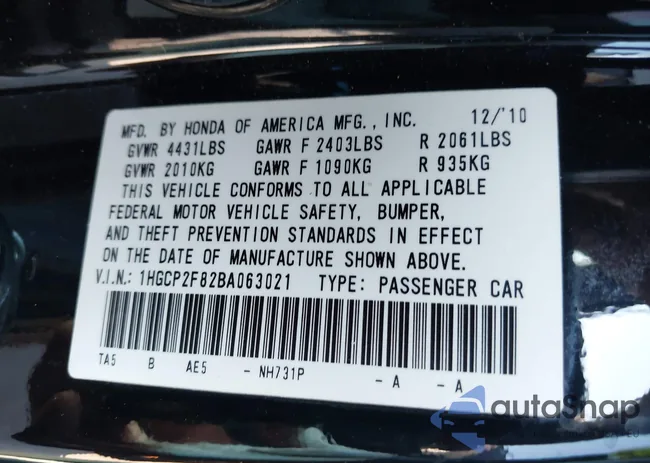 MFD. BY HONDA OF AMERICA MFG., INC. 12/'10
GVWR 4431LBS GAWR F 2403LBS R 2061LBS
GVWR 2010KG GAWR F 1090KG R 935KG
THIS VEHICLE CONFORMS TO ALL APPLICABLE
FEDERAL MOTOR VEHICLE SAFETY, BUMPER,
AND THEFT PREVENTION STANDARDS IN EFFECT
ON THE DATE OF MANUFACTURE SHOWN ABOVE.
V.I.N.: 1HGCP2F82BA063021 TYPE: PASSENGER CAR
TA5 B AE5 - NH731P - A - A
autoSnap